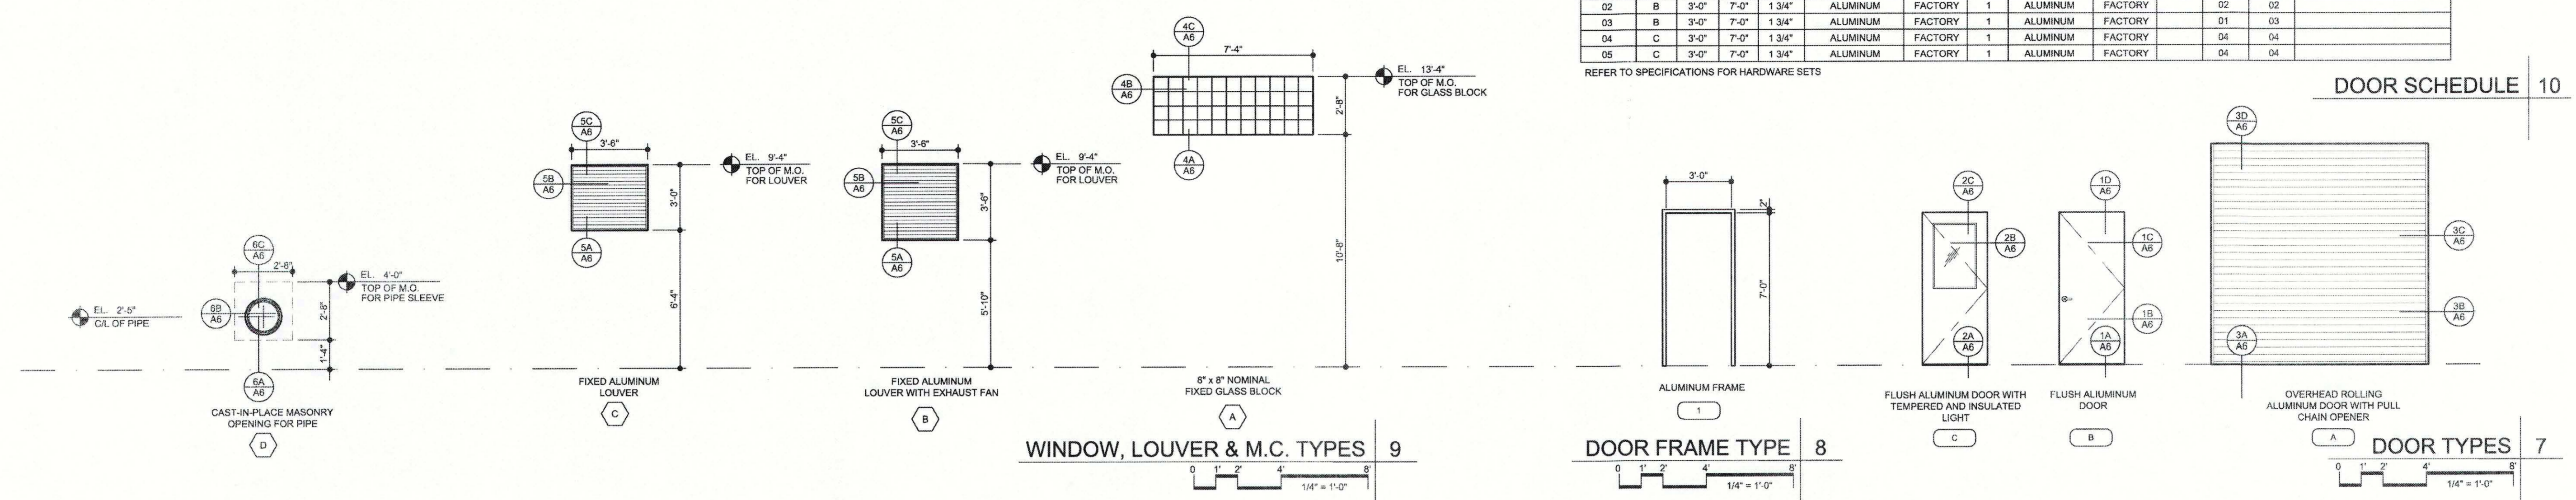 02 B 3'-0" 7'-0" 1 3/4" ALUMINUM FACTORY 1 ALUMINUM FACTORY 02 02
03 B 3'-0" 7'-0" 1 3/4" ALUMINUM FACTORY 1 ALUMINUM FACTORY 01 03
04 C 3'-0" 7'-0" 1 3/4" ALUMINUM FACTORY 1 ALUMINUM FACTORY 04 04
05 C 3'-0" 7'-0" 1 3/4" ALUMINUM FACTORY 1 ALUMINUM FACTORY 04 04
REFER TO SPECIFICATIONS FOR HARDWARE SETS
DOOR SCHEDULE 10
EL. 2'-5"
C/L OF PIPE
6C
A6
2'-8"
6B
A6
EL. 4'-0"
TOP OF M.O.
FOR PIPE SLEEVE
2'-8"
1'-4"
6A
A6
CAST-IN-PLACE MASONRY
OPENING FOR PIPE
D
5C
A6
3'-6"
5B
A6
EL. 9'-4"
TOP OF M.O.
FOR LOUVER
3'-0"
5A
A6
6'-4"
FIXED ALUMINUM
LOUVER
C
5C
A6
3'-6"
5B
A6
EL. 9'-4"
TOP OF M.O.
FOR LOUVER
3'-6"
5A
A6
5'-10"
FIXED ALUMINUM
LOUVER WITH EXHAUST FAN
B
4C
A6
7'-4"
4B
A6
EL. 13'-4"
TOP OF M.O.
FOR GLASS BLOCK
2'-8"
4A
A6
10'-8"
8" x 8" NOMINAL
FIXED GLASS BLOCK
A
WINDOW, LOUVER & M.C. TYPES 9
0 1' 2' 4' 8'
1/4" = 1'-0"
3'-0"
2"
7'-0"
ALUMINUM FRAME
1
DOOR FRAME TYPE 8
0 1' 2' 4' 8'
1/4" = 1'-0"
2C
A6
2B
A6
2A
A6
FLUSH ALUMINUM DOOR WITH
TEMPERED AND INSULATED
LIGHT
C
1D
A6
1C
A6
1B
A6
1A
A6
FLUSH ALIUMINUM
DOOR
B
3D
A6
3C
A6
3B
A6
3A
A6
OVERHEAD ROLLING
ALUMINUM DOOR WITH PULL
CHAIN OPENER
A
DOOR TYPES 7
0 1' 2' 4' 8'
1/4" = 1'-0"